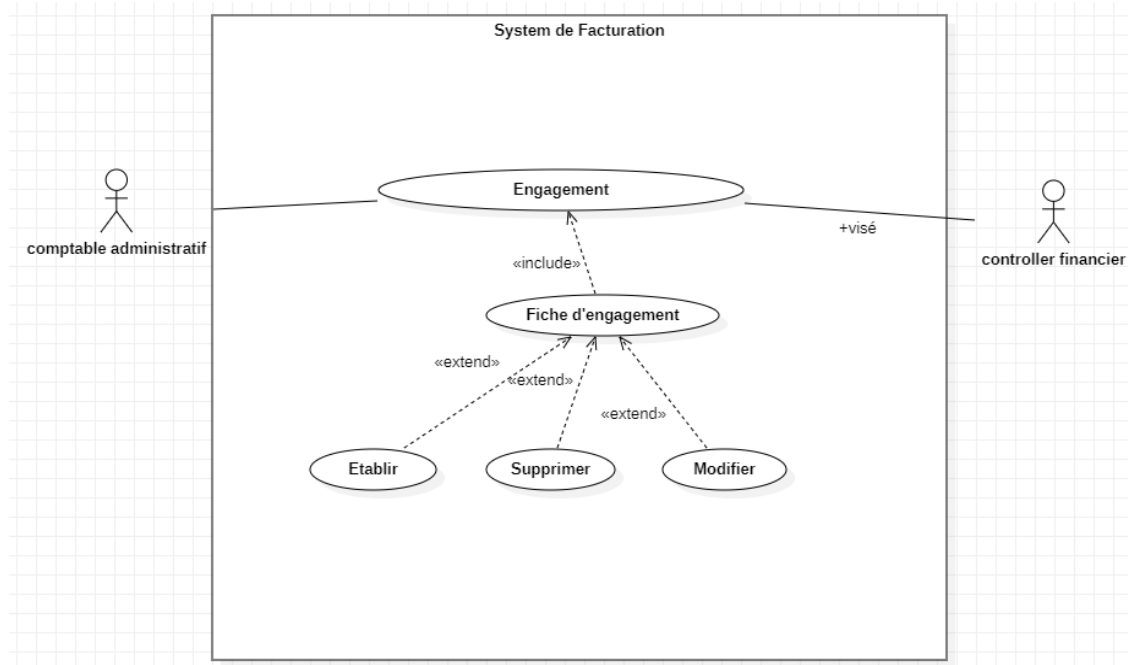 System de Facturation
Engagement
comptable administratif
+visé
controller financier
«include»
Fiche d'engagement
«extend»
«extend»
«extend»
Etablir
Supprimer
Modifier